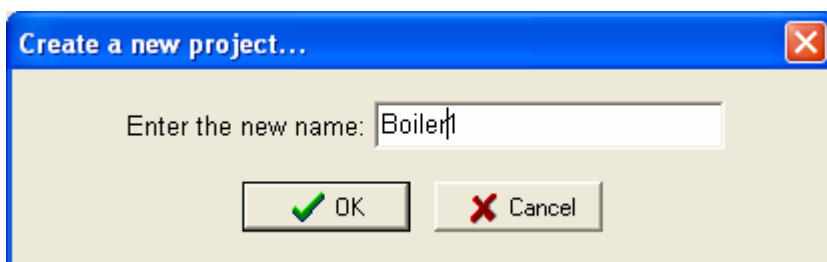 Create a new project...
Enter the new name: Boiler1
OK Cancel